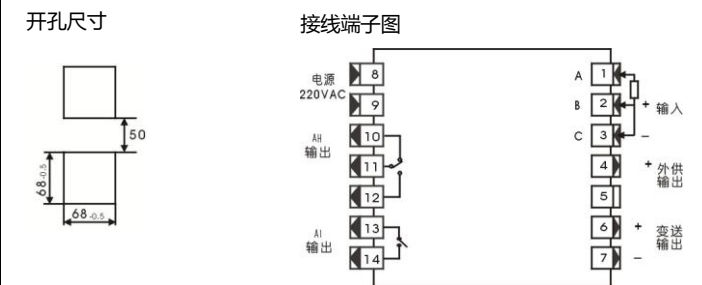 开孔尺寸
50
68-0.5
68-0.5
接线端子图
电源
220VAC
8
9
AH
输出
10
11
12
AI
输出
13
14
A 1
B 2 + 输入
C 3 −
4 + 外供
输出
5
6 + 变送
输出
7 −